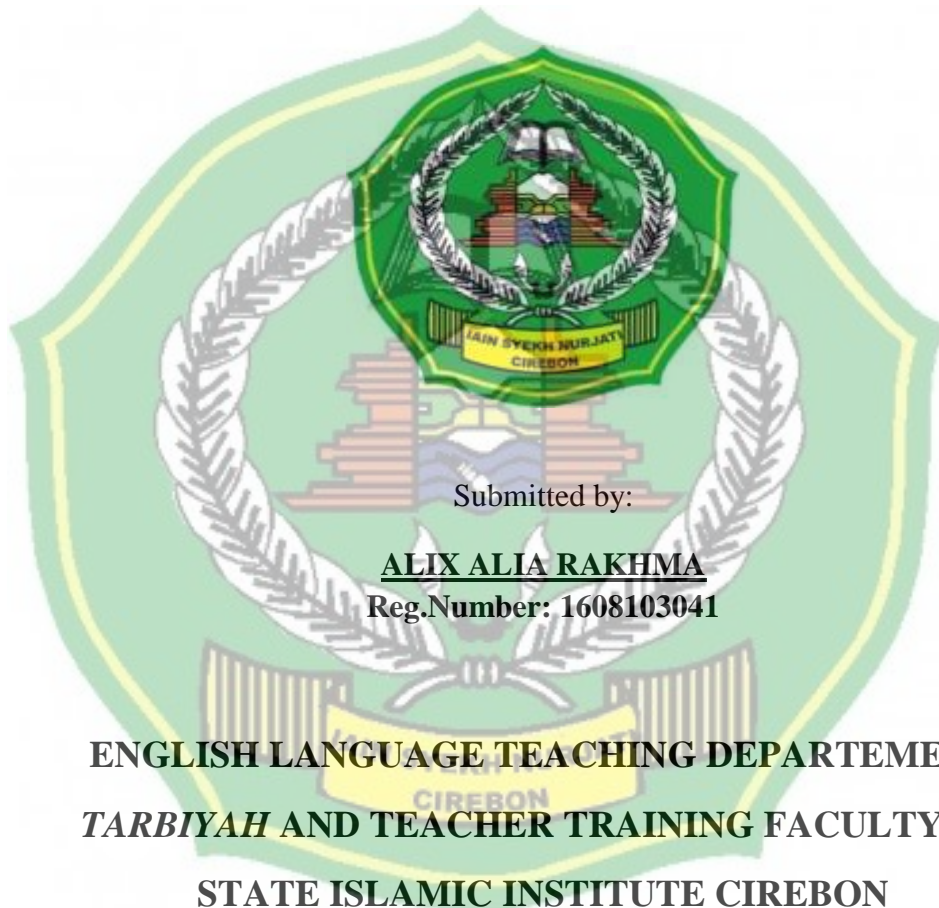 IAIN SYEKH NURJATI
CIREBON
Submitted by:
ALIX ALIA RAKHMA
Reg.Number: 1608103041
ENGLISH LANGUAGE TEACHING DEPARTEME
TARBIYAH AND TEACHER TRAINING FACULTY
STATE ISLAMIC INSTITUTE CIREBON
CIREBON